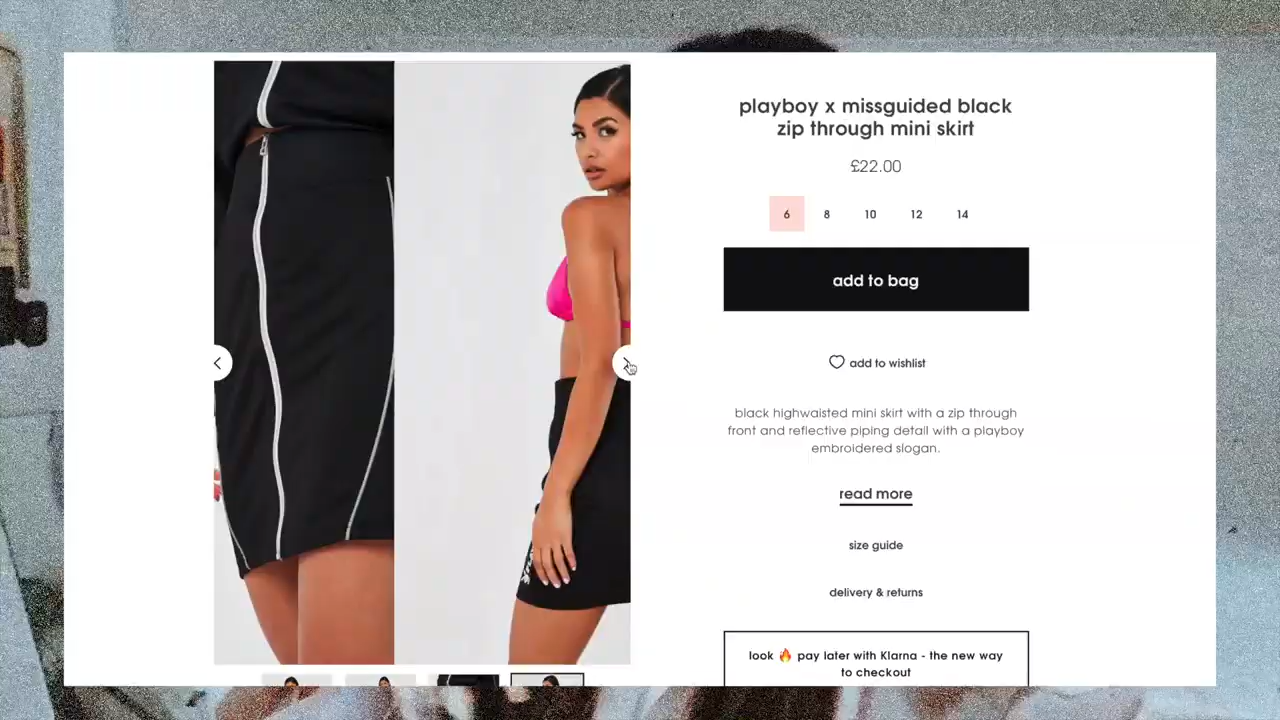 playboy x missguided black
zip through mini skirt
£22.00
6 8 10 12 14
add to bag
add to wishlist
black highwaisted mini skirt with a zip through
front and reflective piping detail with a playboy
embroidered slogan.
read more
size guide
delivery & returns
look 🔥 pay later with Klarna - the new way
to checkout